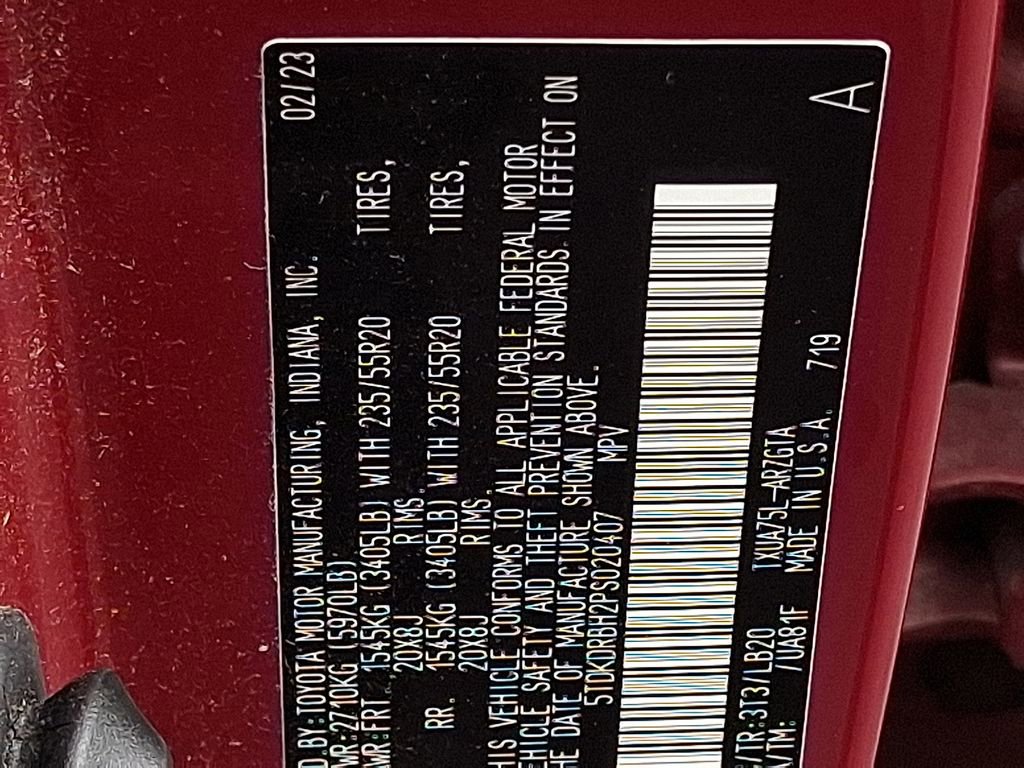 D.BY:TOYOTA MOTOR MANUFACTURING, INDIANA, INC. 02/23
WR:2710KG (5970LB)
AWR:FRT 1545KG (3405LB) WITH 235/55R20 TIRES,
20X8J RIMS.
RR. 1545KG (3405LB) WITH 235/55R20 TIRES,
20X8J RIMS.
HIS VEHICLE CONFORMS TO ALL APPLICABLE FEDERAL MOTOR
EHICLE SAFETY AND THEFT PREVENTION STANDARDS IN EFFECT ON
HE DATE OF MANUFACTURE SHOWN ABOVE.
5TDKDRBH2PS020407 MPV
/TR:3T3/LB20 TXUA75L-ARZGTA
/TM: /UA81F MADE IN U.S.A. 719
A